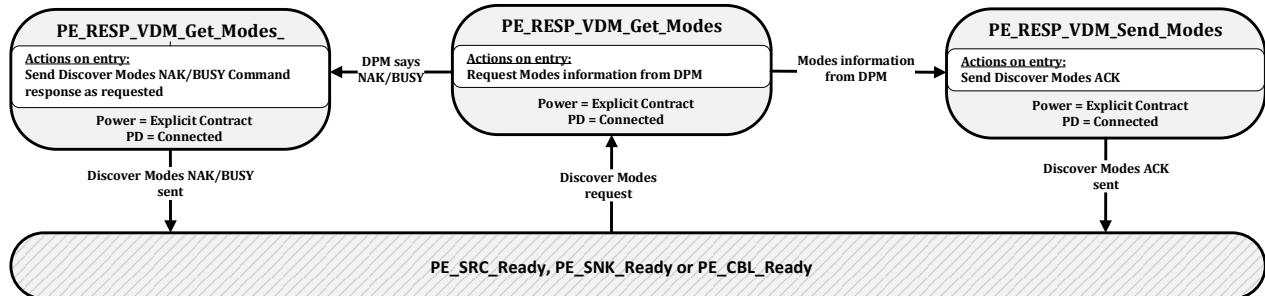 PE_RESP_VDM_Get_Modes_
Actions on entry:
Send Discover Modes NAK/BUSY Command
response as requested
Power = Explicit Contract
PD = Connected
DPM says
NAK/BUSY
PE_RESP_VDM_Get_Modes
Actions on entry:
Request Modes information from DPM
Power = Explicit Contract
PD = Connected
Modes information
from DPM
PE_RESP_VDM_Send_Modes
Actions on entry:
Send Discover Modes ACK
Power = Explicit Contract
PD = Connected
Discover Modes NAK/BUSY
sent
Discover Modes
request
Discover Modes ACK
sent
PE_SRC_Ready, PE_SNK_Ready or PE_CBL_Ready